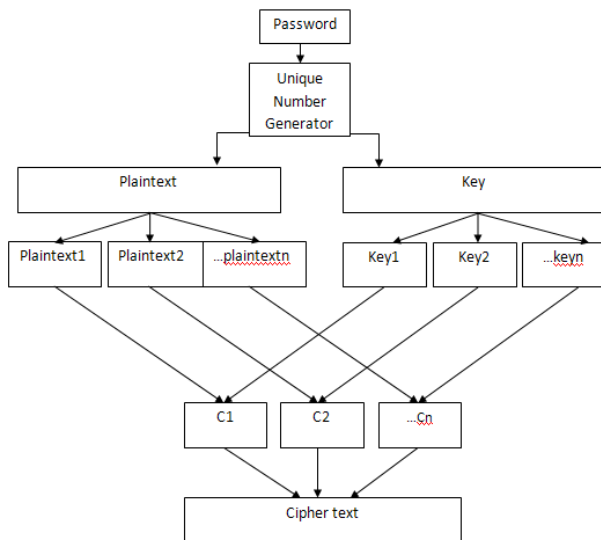 Password
Unique
Number
Generator
Plaintext
Key
Plaintext1
Plaintext2
...plaintextn
Key1
Key2
...keyn
C1
C2
...Cn
Cipher text